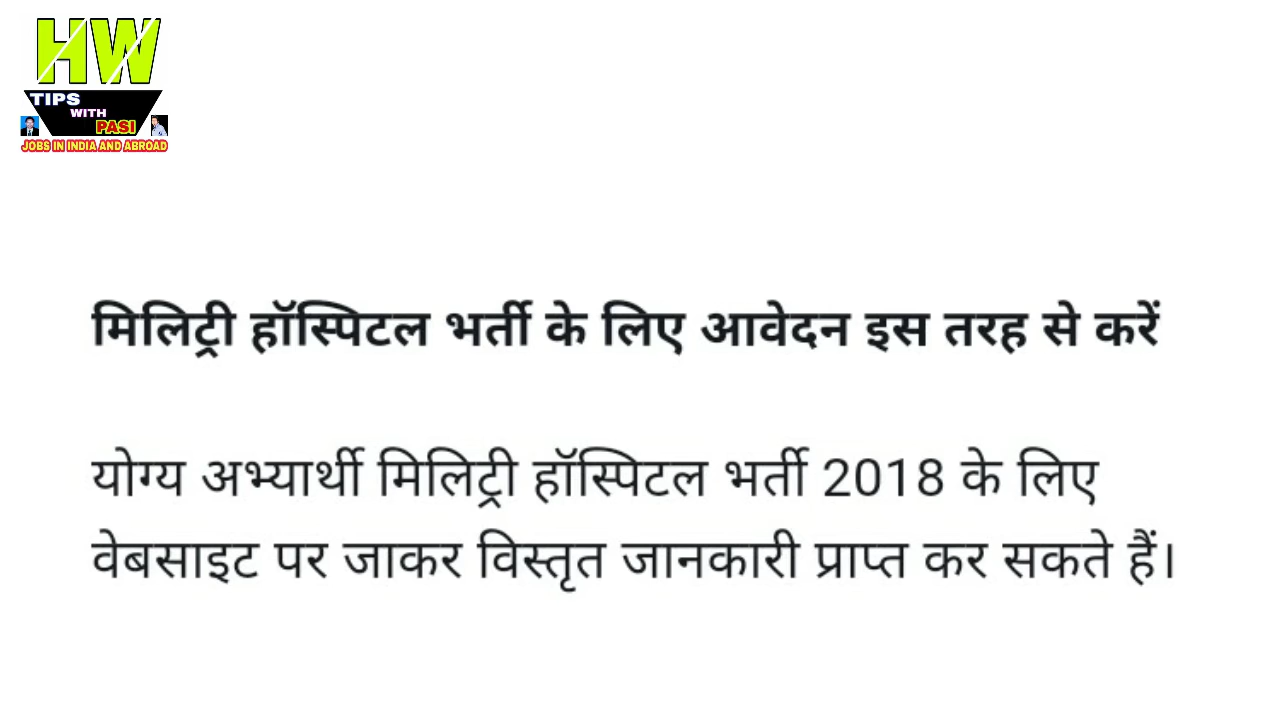 HW
TIPS
WITH
PASI
JOBS IN INDIA AND ABROAD
मिलिट्री हॉस्पिटल भर्ती के लिए आवेदन इस तरह से करें
योग्य अभ्यार्थी मिलिट्री हॉस्पिटल भर्ती 2018 के लिए
वेबसाइट पर जाकर विस्तृत जानकारी प्राप्त कर सकते हैं।